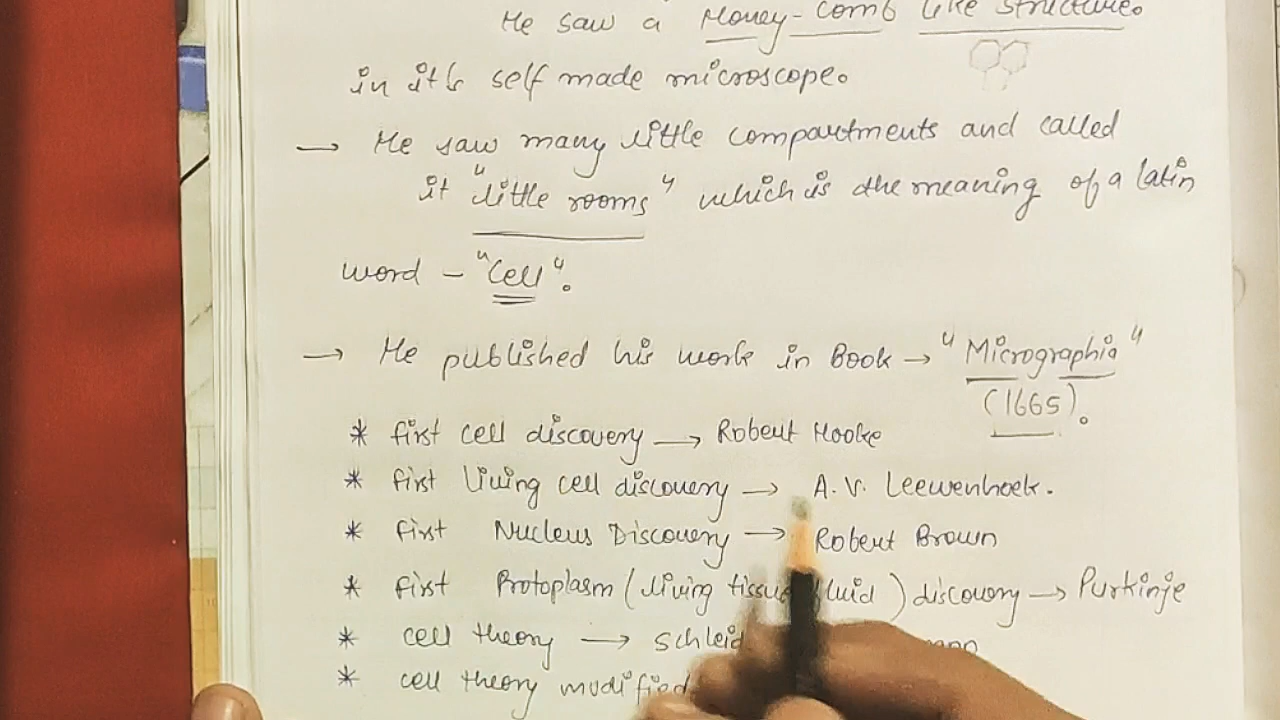 He saw a Honey-comb like structure.
in it's self made microscope.
→ He saw many little compartments and called
it "little rooms" which is the meaning of a latin
word - "Cell".
→ He published his work in Book → "Micrographia"
(1665).
* first cell discovery → Robert Hooke
* first living cell discovery → A. V. Leewenhoek.
* first Nucleus Discovery → Robert Brown
* first Protoplasm (living tissue fluid) discovery → Purkinje
* cell theory → Schleid
* cell theory modified